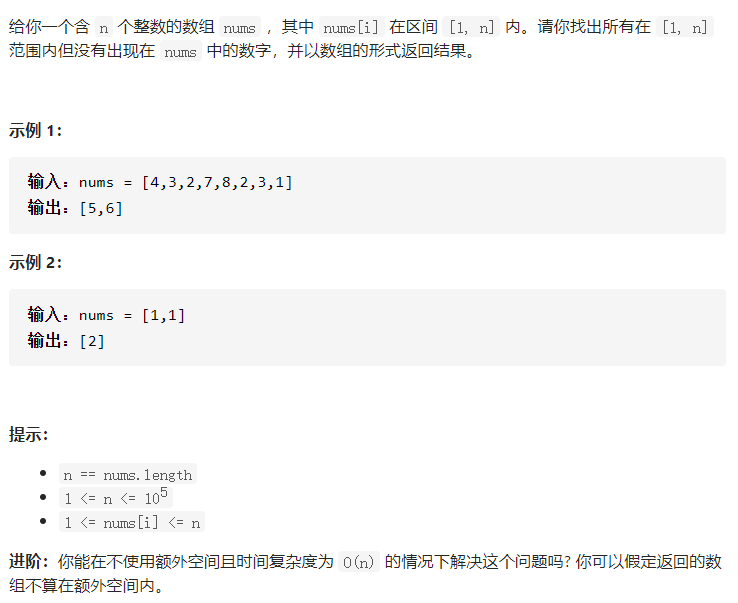 给你一个含 n 个整数的数组 nums ，其中 nums[i] 在区间 [1, n] 内。请你找出所有在 [1, n]
范围内但没有出现在 nums 中的数字，并以数组的形式返回结果。
示例 1：
输入：nums = [4,3,2,7,8,2,3,1]
输出：[5,6]
示例 2：
输入：nums = [1,1]
输出：[2]
提示：
• n == nums.length
• 1 <= n <= 10⁵
• 1 <= nums[i] <= n
进阶：你能在不使用额外空间且时间复杂度为 O(n) 的情况下解决这个问题吗? 你可以假定返回的数
组不算在额外空间内。